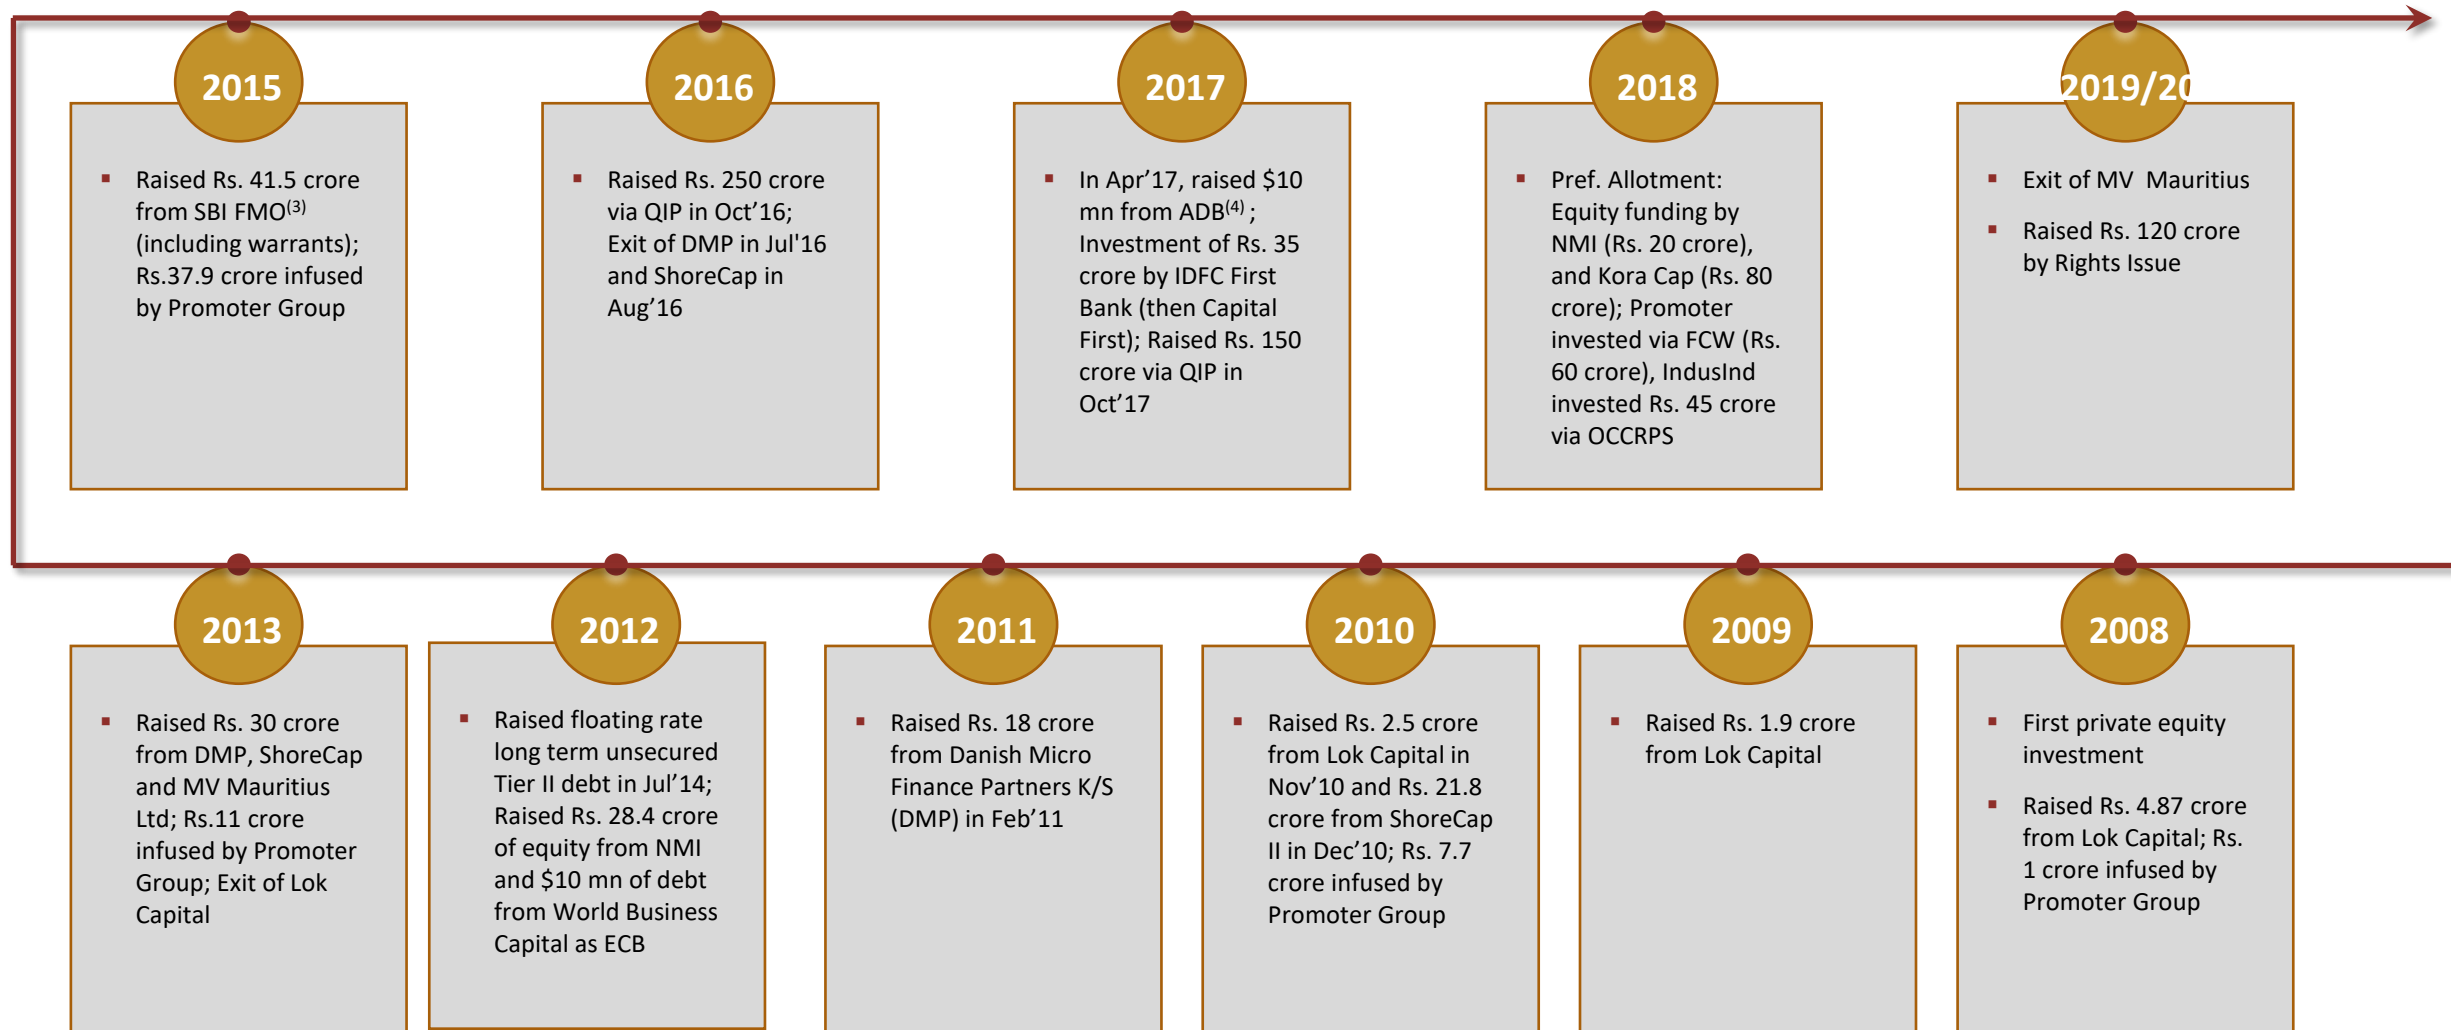 2015
Raised Rs. 41.5 crore
from SBI FMO(3)
(including warrants);
Rs.37.9 crore infused
by Promoter Group
2016
Raised Rs. 250 crore
via QIP in Oct’16;
Exit of DMP in Jul'16
and ShoreCap in
Aug’16
2017
In Apr’17, raised $10
mn from ADB(4) ;
Investment of Rs. 35
crore by IDFC First
Bank (then Capital
First); Raised Rs. 150
crore via QIP in
Oct’17
2018
Pref. Allotment:
Equity funding by
NMI (Rs. 20 crore),
and Kora Cap (Rs. 80
crore); Promoter
invested via FCW (Rs.
60 crore), IndusInd
invested Rs. 45 crore
via OCCRPS
2019/20
Exit of MV Mauritius
Raised Rs. 120 crore
by Rights Issue
2013
Raised Rs. 30 crore
from DMP, ShoreCap
and MV Mauritius
Ltd; Rs.11 crore
infused by Promoter
Group; Exit of Lok
Capital
2012
Raised floating rate
long term unsecured
Tier II debt in Jul’14;
Raised Rs. 28.4 crore
of equity from NMI
and $10 mn of debt
from World Business
Capital as ECB
2011
Raised Rs. 18 crore
from Danish Micro
Finance Partners K/S
(DMP) in Feb’11
2010
Raised Rs. 2.5 crore
from Lok Capital in
Nov’10 and Rs. 21.8
crore from ShoreCap
II in Dec’10; Rs. 7.7
crore infused by
Promoter Group
2009
Raised Rs. 1.9 crore
from Lok Capital
2008
First private equity
investment
Raised Rs. 4.87 crore
from Lok Capital; Rs.
1 crore infused by
Promoter Group